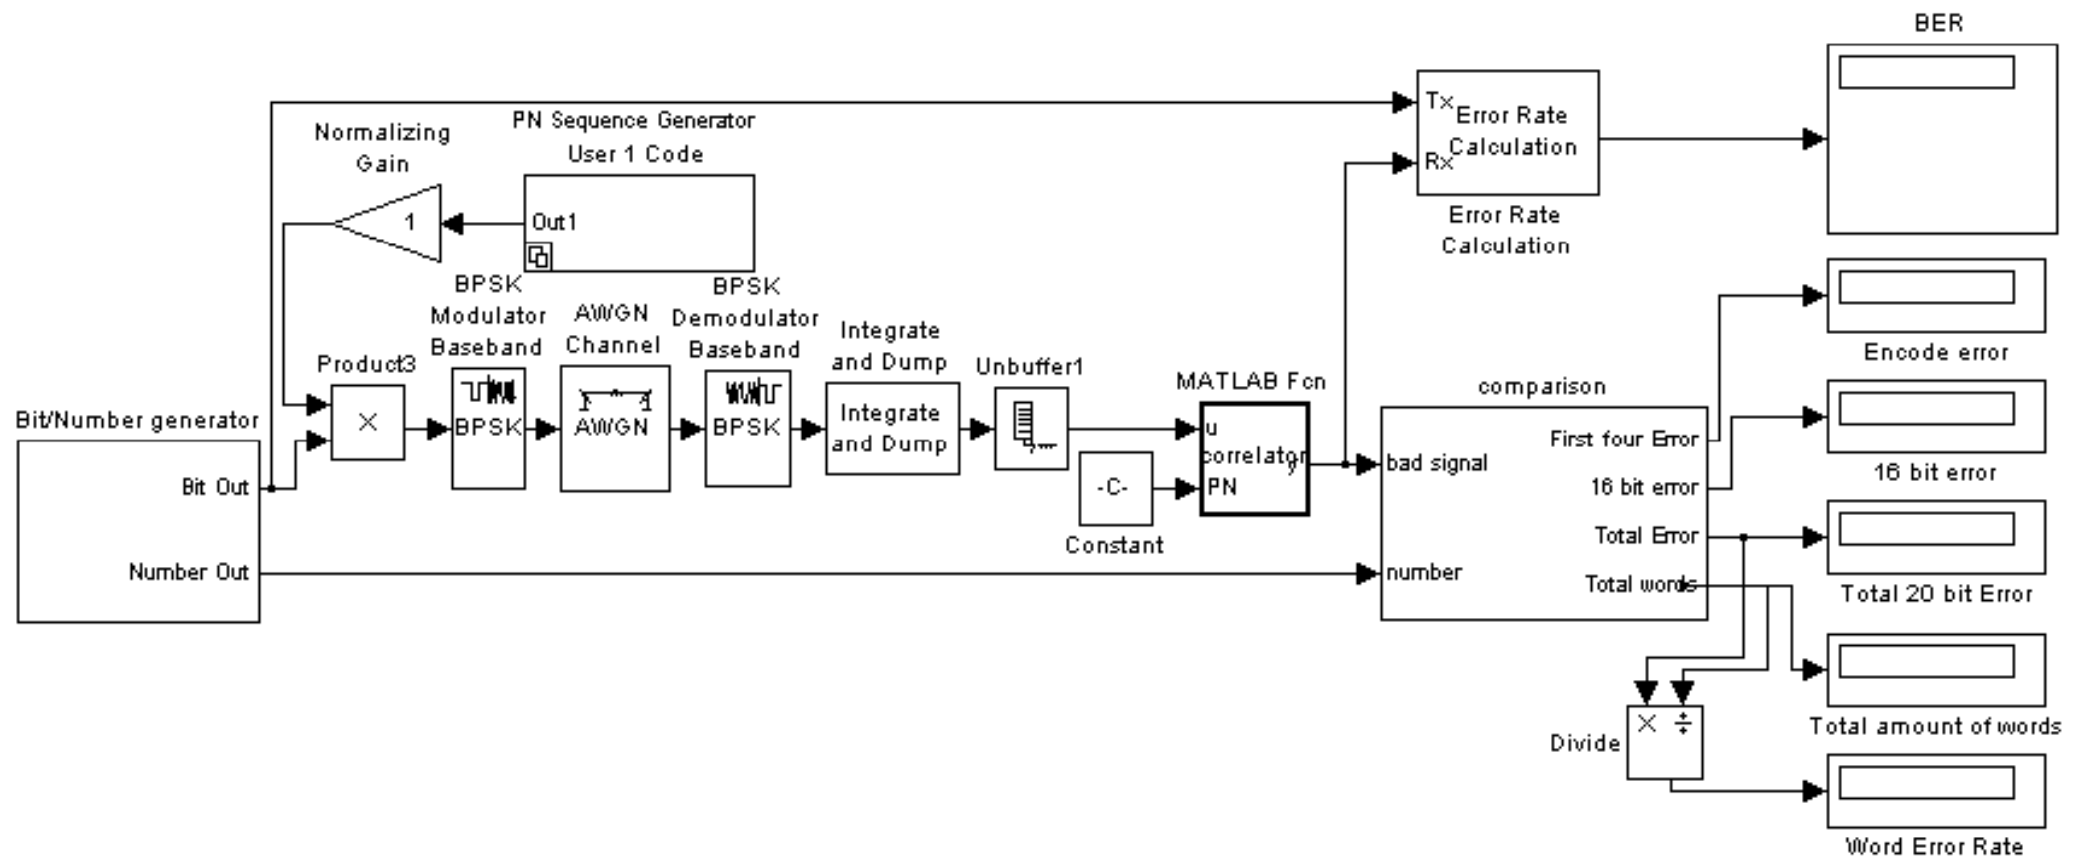 BER
Tx
Error Rate
Calculation
Rx
Error Rate
Calculation
PN Sequence Generator
User 1 Code
Normalizing
Gain
1
Out1
BPSK
Modulator
Baseband
BPSK
AWGN
Channel
AWGN
BPSK
Demodulator
Baseband
BPSK
Integrate
and Dump
Integrate
and Dump
Unbuffer1
MATLAB Fcn
u
correlator
y
PN
-C-
Constant
Product3
×
Bit/Number generator
Bit Out
Number Out
comparison
bad signal
number
First four Error
16 bit error
Total Error
Total words
Encode error
16 bit error
Total 20 bit Error
Total amount of words
× ÷
Divide
Word Error Rate